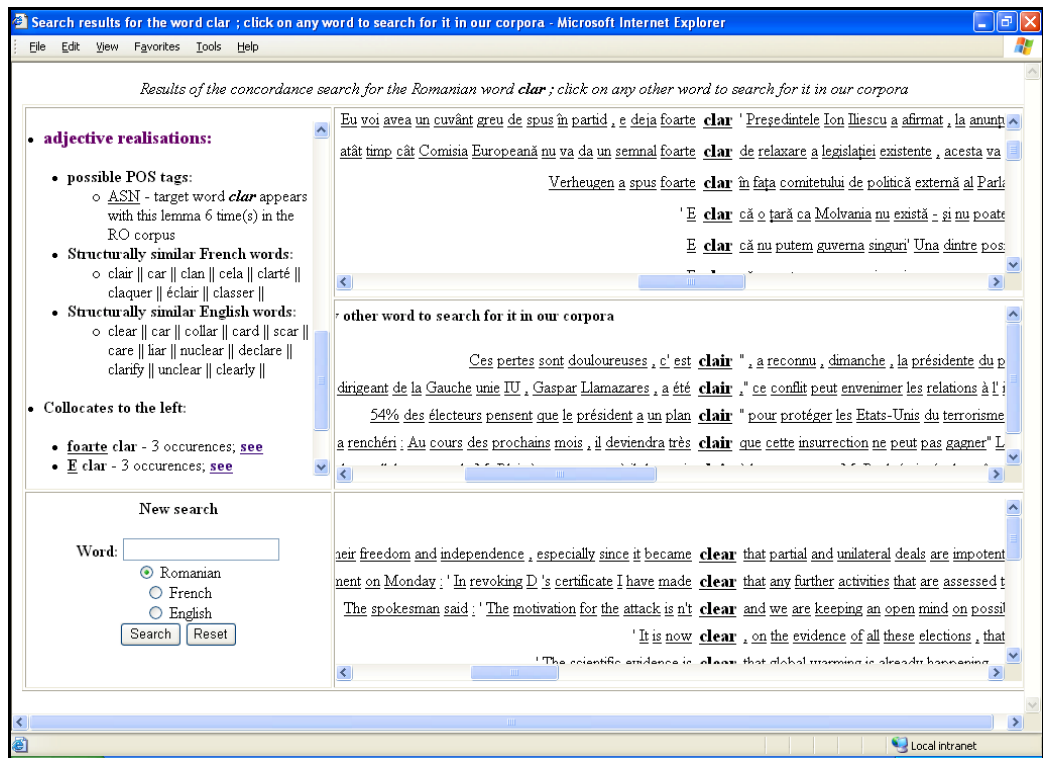 Search results for the word clar ; click on any word to search for it in our corpora - Microsoft Internet Explorer
File Edit View Favorites Tools Help
Results of the concordance search for the Romanian word clar ; click on any other word to search for it in our corpora
• adjective realisations:
• possible POS tags:
○ ASN - target word clar appears
with this lemma 6 time(s) in the
RO corpus
• Structurally similar French words:
○ clair || car || clan || cela || clarté ||
claquer || éclair || classer ||
• Structurally similar English words:
○ clear || car || collar || card || scar ||
care || liar || nuclear || declare ||
clarify || unclear || clearly ||
• Collocates to the left:
• foarte clar - 3 occurences; see
• E clar - 3 occurences; see
New search
Word:
Romanian
French
English
Search Reset
Eu voi avea un cuvânt greu de spus în partid , e deja foarte clar ' Președintele Ion Iliescu a afirmat , la anunț
atât timp cât Comisia Europeană nu va da un semnal foarte clar de relaxare a legislației existente , acesta va
Verheugen a spus foarte clar în fața comitetului de politică externă al Parla
' E clar că o țară ca Molvania nu există - și nu poate
E clar că nu putem guverna singuri' Una dintre pos
other word to search for it in our corpora
Ces pertes sont douloureuses , c' est clair " , a reconnu , dimanche , la présidente du p
dirigeant de la Gauche unie IU , Gaspar Llamazares , a été clair ," ce conflit peut envenimer les relations à l' i
54% des électeurs pensent que le président a un plan clair " pour protéger les Etats-Unis du terrorisme
a renchéri : Au cours des prochains mois , il deviendra très clair que cette insurrection ne peut pas gagner" L
heir freedom and independence , especially since it became clear that partial and unilateral deals are impotent
ment on Monday : ' In revoking D 's certificate I have made clear that any further activities that are assessed t
The spokesman said : ' The motivation for the attack is n't clear and we are keeping an open mind on possil
' It is now clear , on the evidence of all these elections , that
' The scientific evidence is clear that global warming is already happening
Local intranet